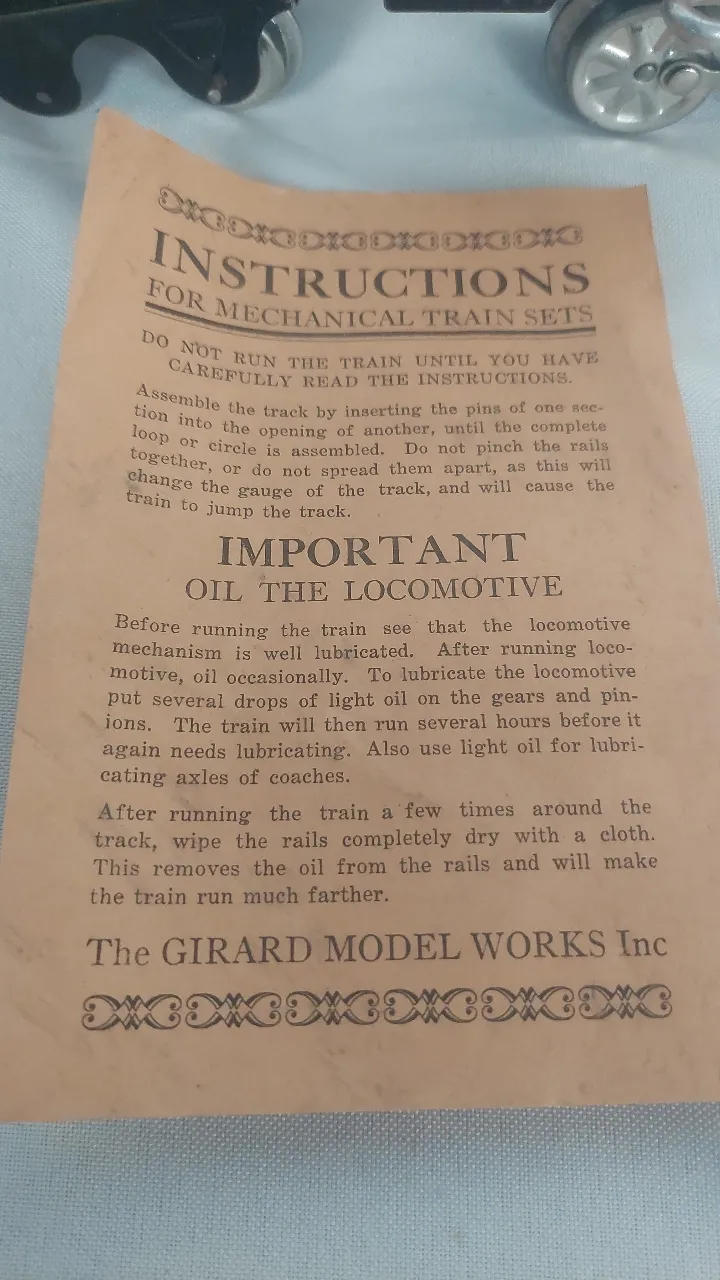 INSTRUCTIONS
FOR MECHANICAL TRAIN SETS
DO NOT RUN THE TRAIN UNTIL YOU HAVE
CAREFULLY READ THE INSTRUCTIONS.
Assemble the track by inserting the pins of one sec-
tion into the opening of another, until the complete
loop or circle is assembled. Do not pinch the rails
together, or do not spread them apart, as this will
change the gauge of the track, and will cause the
train to jump the track.
IMPORTANT
OIL THE LOCOMOTIVE
Before running the train see that the locomotive
mechanism is well lubricated. After running loco-
motive, oil occasionally. To lubricate the locomotive
put several drops of light oil on the gears and pin-
ions. The train will then run several hours before it
again needs lubricating. Also use light oil for lubri-
cating axles of coaches.
After running the train a few times around the
track, wipe the rails completely dry with a cloth.
This removes the oil from the rails and will make
the train run much farther.
The GIRARD MODEL WORKS Inc